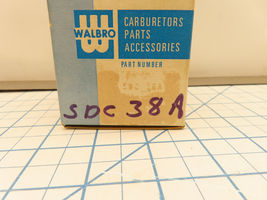 WALBRO
CARBURETORS
PARTS
ACCESSORIES
PART NUMBER
SDC 38A